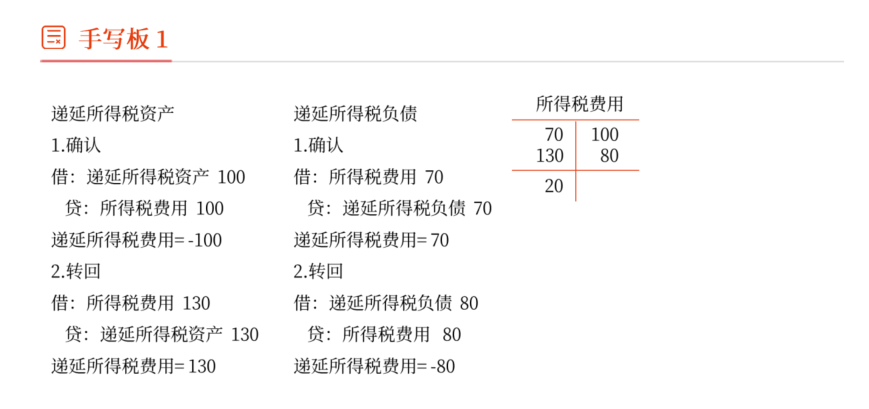 手写板 1
递延所得税资产
1.确认
借：递延所得税资产 100
贷：所得税费用 100
递延所得税费用= -100
2.转回
借：所得税费用 130
贷：递延所得税资产 130
递延所得税费用= 130
递延所得税负债
1.确认
借：所得税费用 70
贷：递延所得税负债 70
递延所得税费用= 70
2.转回
借：递延所得税负债 80
贷：所得税费用 80
递延所得税费用= -80
所得税费用
70 100
130 80
20